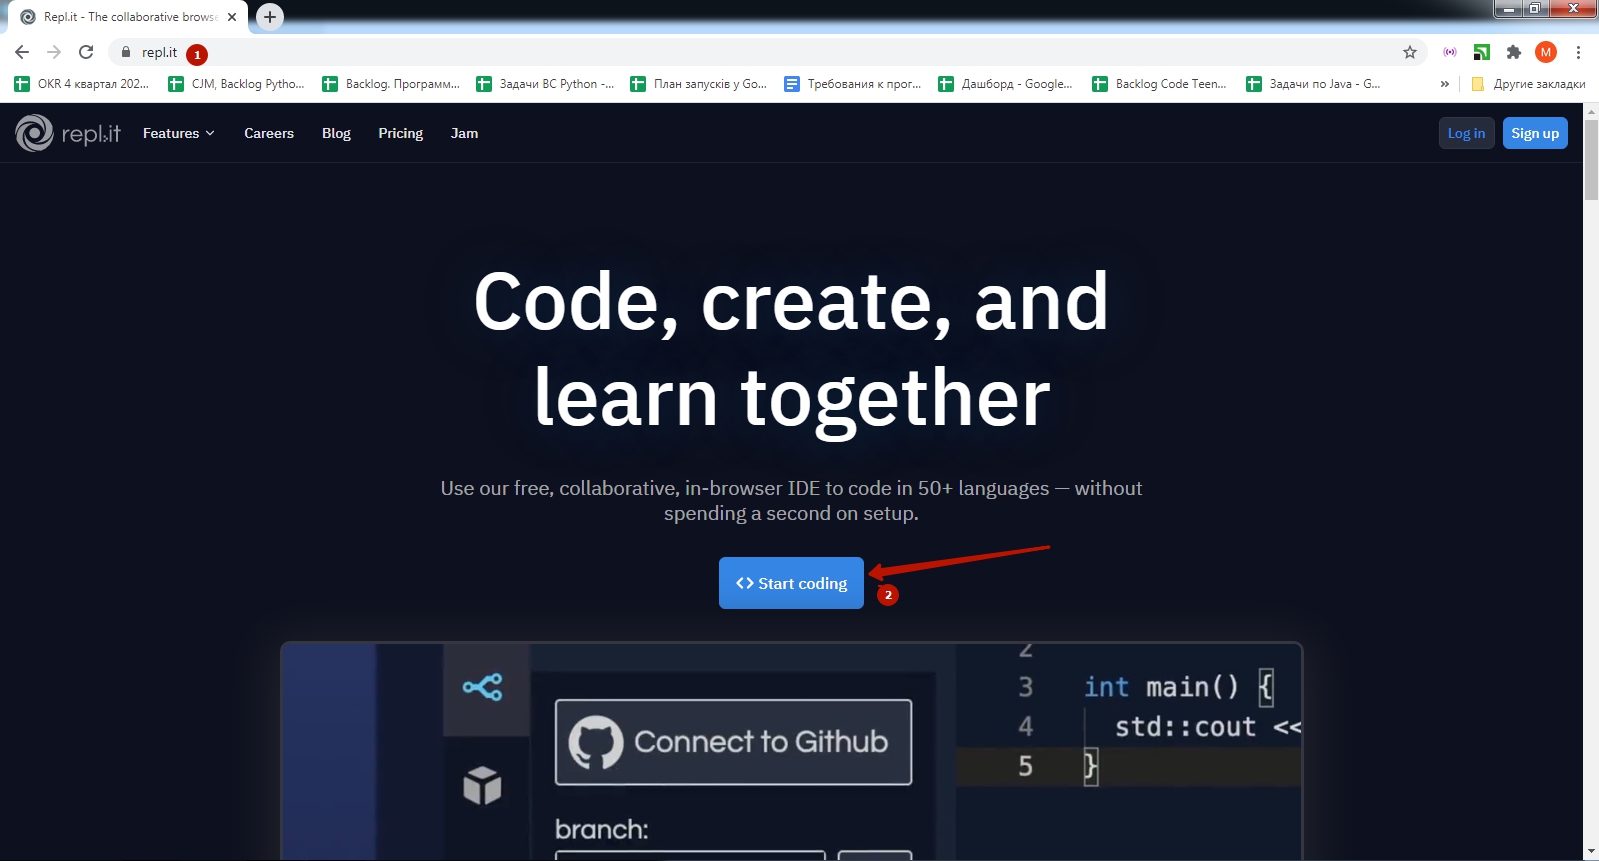 Repl.it - The collaborative browse
repl.it 1
OKR 4 квартал 202...
CJM, Backlog Pytho...
Backlog. Программ...
Задачи BC Python -...
План запусків у Go...
Требования к прог...
Дашборд - Google...
Backlog Code Teen...
Задачи по Java - G...
» Другие закладки
M
repl.it
Features
Careers
Blog
Pricing
Jam
Log in
Sign up
Code, create, and
learn together
Use our free, collaborative, in-browser IDE to code in 50+ languages — without
spending a second on setup.
<> Start coding
2
Connect to Github
branch:
2
3 int main() {
4 std::cout <<
5 }